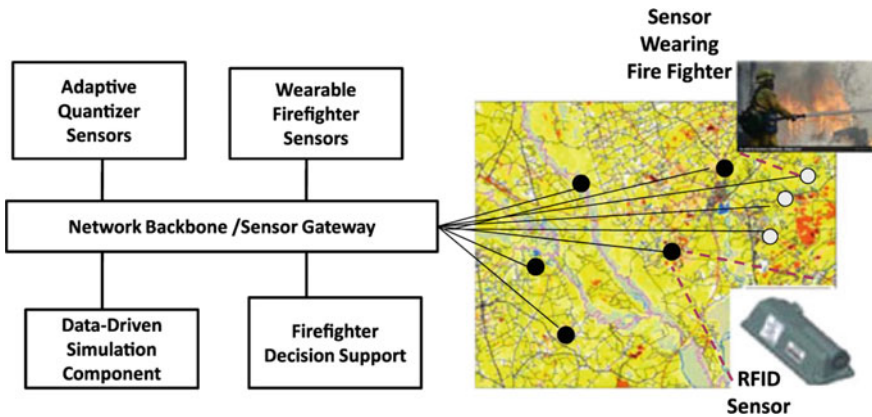 Sensor
Wearing
Fire Fighter
Adaptive
Quantizer
Sensors
Wearable
Firefighter
Sensors
Network Backbone /Sensor Gateway
Data-Driven
Simulation
Component
Firefighter
Decision Support
RFID
Sensor